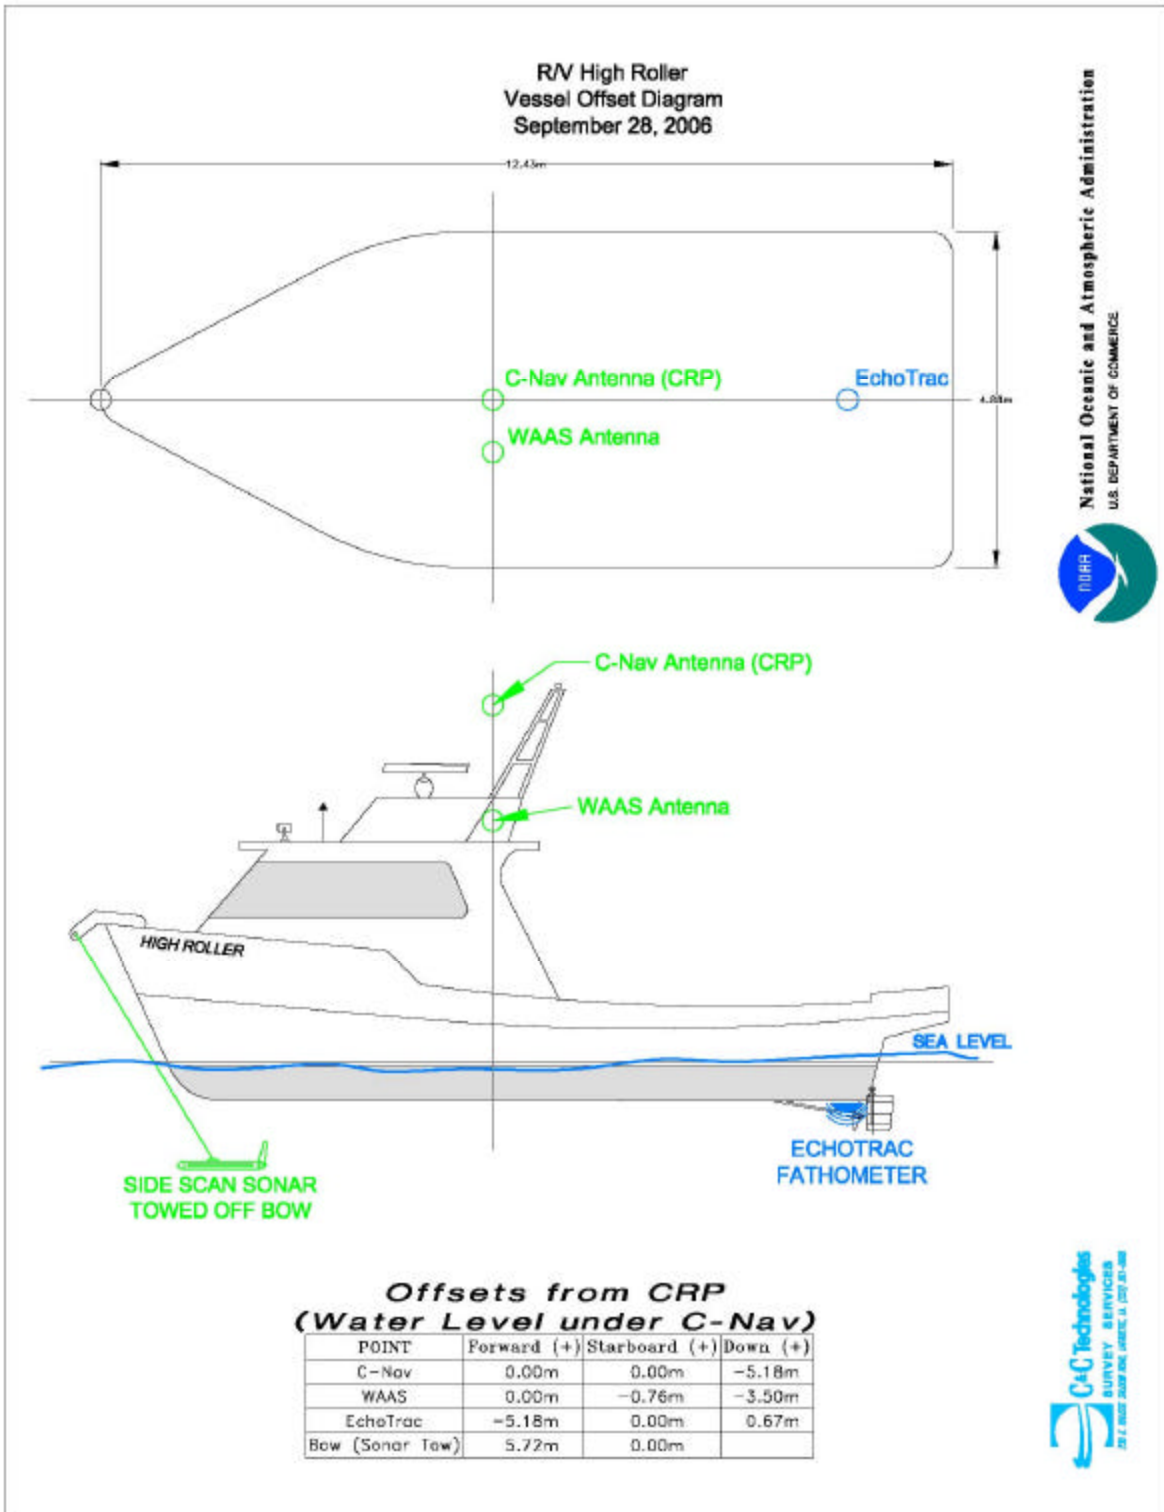 R/V High Roller
Vessel Offset Diagram
September 28, 2006
12.43m
C-Nav Antenna (CRP)
EchoTrac
WAAS Antenna
4.88m
National Oceanic and Atmospheric Administration
U.S. DEPARTMENT OF COMMERCE
NOAA
C-Nav Antenna (CRP)
WAAS Antenna
HIGH ROLLER
SEA LEVEL
ECHOTRAC
FATHOMETER
SIDE SCAN SONAR
TOWED OFF BOW
Offsets from CRP
(Water Level under C-Nav)
POINT Forward (+) Starboard (+) Down (+)
C-Nav 0.00m 0.00m -5.18m
WAAS 0.00m -0.76m -3.50m
EchoTrac -5.18m 0.00m 0.67m
Bow (Sonar Tow) 5.72m 0.00m
C&C Technologies
SURVEY SERVICES